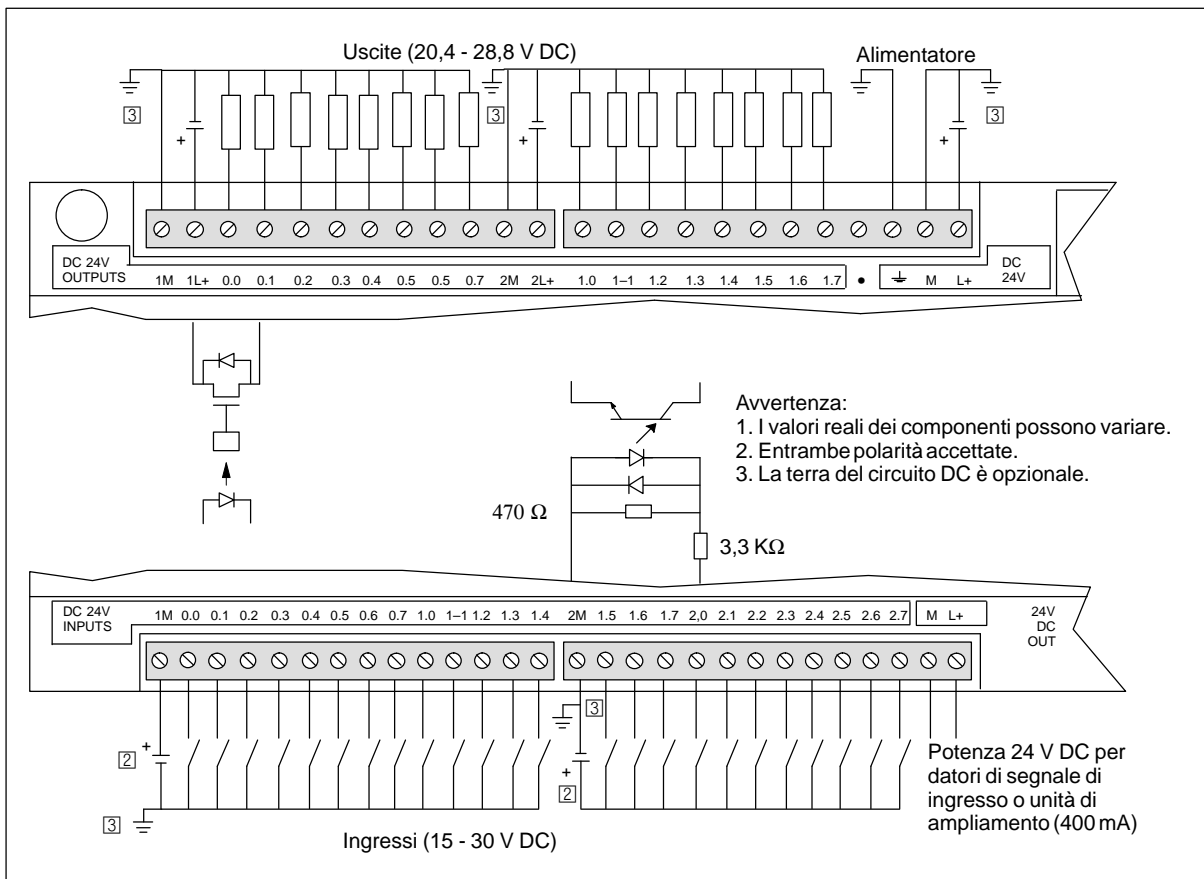 Uscite (20,4 - 28,8 V DC)
Alimentatore
3
+
3
+
+
3
DC 24V
OUTPUTS
1M 1L+ 0.0 0.1 0.2 0.3 0.4 0.5 0.5 0.7 2M 2L+ 1.0 1–1 1.2 1.3 1.4 1.5 1.6 1.7 • M L+
DC
24V
Avvertenza:
1. I valori reali dei componenti possono variare.
2. Entrambe polarità accettate.
3. La terra del circuito DC è opzionale.
470 Ω
3,3 KΩ
DC 24V
INPUTS
1M 0.0 0.1 0.2 0.3 0.4 0.5 0.6 0.7 1.0 1–1 1.2 1.3 1.4 2M 1.5 1.6 1.7 2,0 2.1 2.2 2.3 2.4 2.5 2.6 2.7 M L+
24V
DC
OUT
3
+
2
+
2
3
Potenza 24 V DC per
datori di segnale di
ingresso o unità di
ampliamento (400 mA)
Ingressi (15 - 30 V DC)